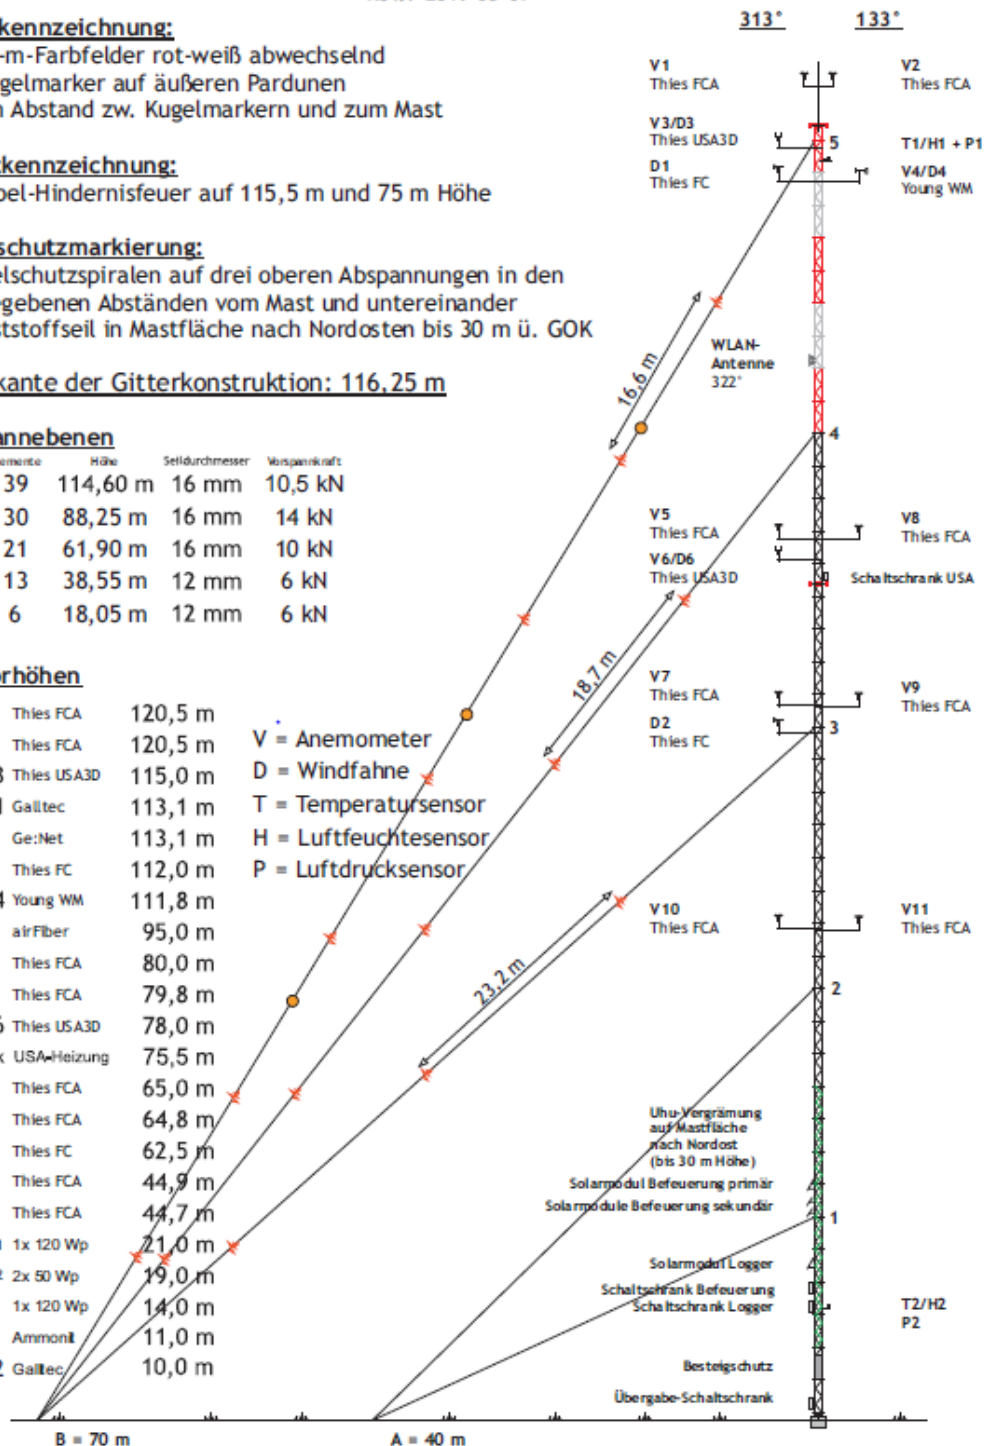 313°
133°
kennzeichnung:
-m-Farbfelder rot-weiß abwechselnd
gelmarker auf äußeren Pardunen
Abstand zw. Kugelmarkern und zum Mast
kennzeichnung:
pel-Hindernisfeuer auf 115,5 m und 75 m Höhe
schutzmarkierung:
elschutzspiralen auf drei oberen Abspannungen in den
egebenen Abständen vom Mast und untereinander
ststoffseil in Mastfläche nach Nordosten bis 30 m ü. GOK
kante der Gitterkonstruktion: 116,25 m
annebenen
emente Höhe Seildurchmesser Vorspannkraft
39 114,60 m 16 mm 10,5 kN
30 88,25 m 16 mm 14 kN
21 61,90 m 16 mm 10 kN
13 38,55 m 12 mm 6 kN
6 18,05 m 12 mm 6 kN
rhöhen
Thies FCA 120,5 m
Thies FCA 120,5 m
3 Thies USA3D 115,0 m
Galltec 113,1 m
Ge:Net 113,1 m
Thies FC 112,0 m
4 Young WM 111,8 m
airFiber 95,0 m
Thies FCA 80,0 m
Thies FCA 79,8 m
6 Thies USA3D 78,0 m
k USA-Heizung 75,5 m
Thies FCA 65,0 m
Thies FCA 64,8 m
Thies FC 62,5 m
Thies FCA 44,9 m
Thies FCA 44,7 m
1x 120 Wp 21,0 m
2x 50 Wp 19,0 m
1x 120 Wp 14,0 m
Ammonit 11,0 m
2 Galltec 10,0 m
V = Anemometer
D = Windfahne
T = Temperatursensor
H = Luftfeuchtesensor
P = Luftdrucksensor
16,6 m
18,7 m
23,2 m
V1
Thies FCA
V2
Thies FCA
V3/D3
Thies USA3D
5
T1/H1 + P1
D1
Thies FC
V4/D4
Young WM
WLAN-
Antenne
322°
4
V5
Thies FCA
V8
Thies FCA
V6/D6
Thies USA3D
Schaltschrank USA
V7
Thies FCA
V9
Thies FCA
D2
Thies FC
3
V10
Thies FCA
V11
Thies FCA
2
Uhu-Vergrämung
auf Mastfläche
nach Nordost
(bis 30 m Höhe)
Solarmodul Befeuerung primär
Solarmodule Befeuerung sekundär
1
Solarmodul Logger
Schaltschrank Befeuerung
Schaltschrank Logger
T2/H2
P2
Besteigschutz
Übergabe-Schaltschrank
B = 70 m
A = 40 m